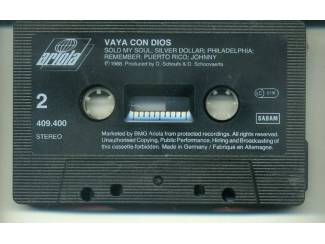 VAYA CON DIOS
SOLD MY SOUL; SILVER DOLLAR; PHILADELPHIA;
REMEMBER; PUERTO RICO; JOHNNY
ariola
℗ 1988. Produced by D. Schoufs & D. Schoovaerts
2
409.400
STEREO
SABAM
Marketed by BMG Ariola from protected recordings. All rights reserved.
Unauthorised Copying, Public Performance, Hiring and Broadcasting of
this cassette forbidden. Made in Germany / Fabriqué en Allemagne.